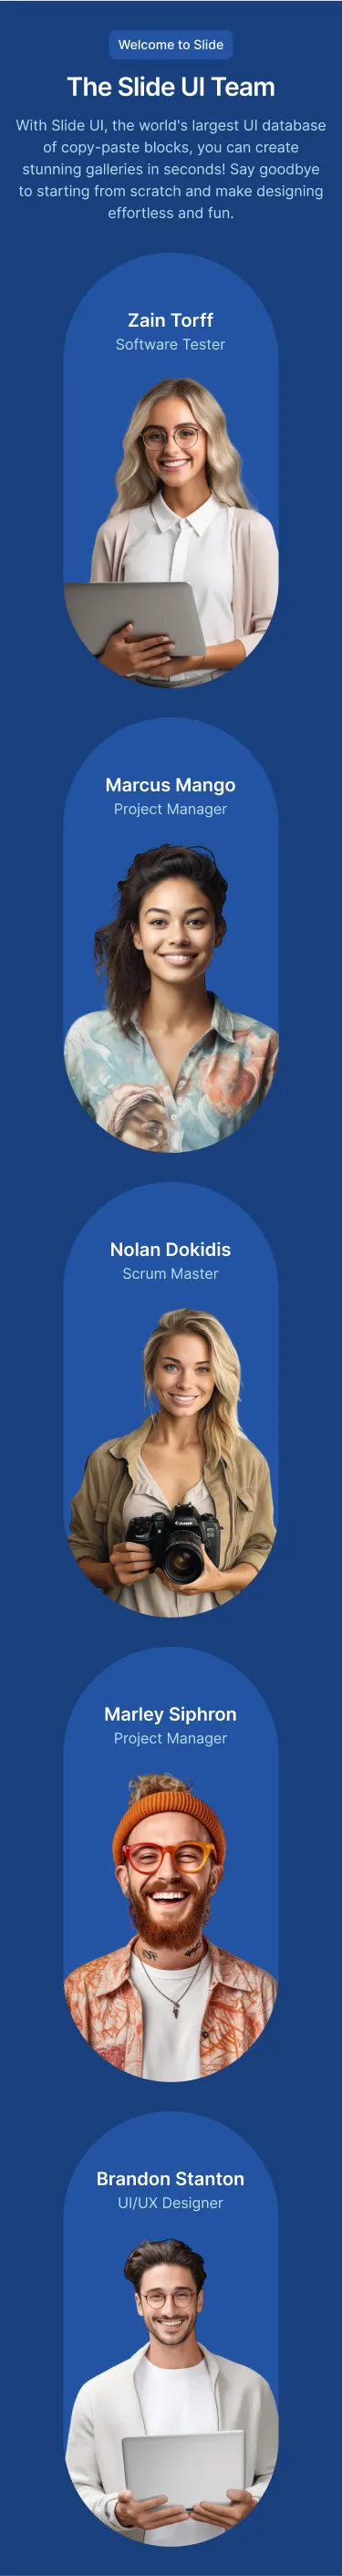 Welcome to Slide
The Slide UI Team
With Slide UI, the world's largest UI database
of copy-paste blocks, you can create
stunning galleries in seconds! Say goodbye
to starting from scratch and make designing
effortless and fun.
Zain Torff
Software Tester
Marcus Mango
Project Manager
Nolan Dokidis
Scrum Master
Canon
Marley Siphron
Project Manager
Brandon Stanton
UI/UX Designer